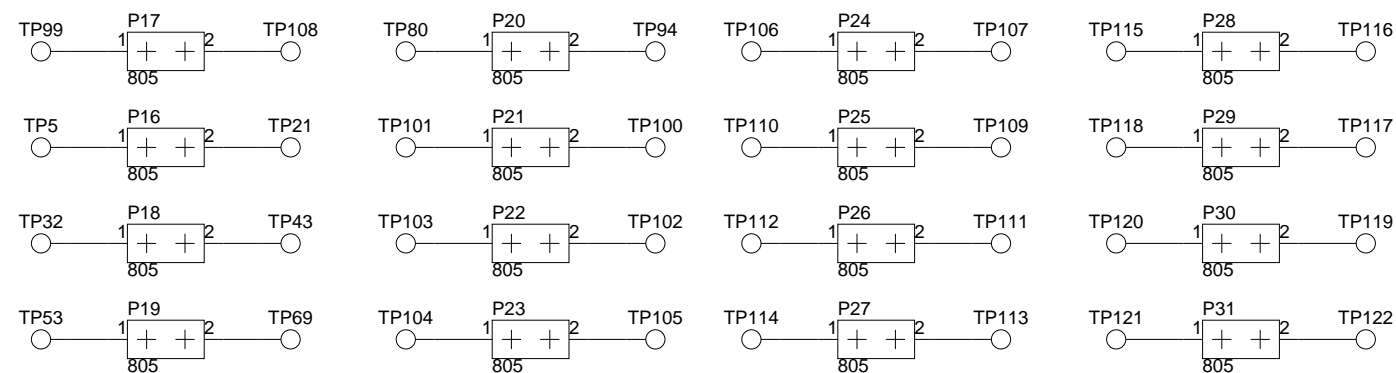 P17 P20 P24 P28
TP99 1 2 TP108 TP80 1 2 TP94 TP106 1 2 TP107 TP115 1 2 TP116
805 805 805 805
P16 P21 P25 P29
TP5 1 2 TP21 TP101 1 2 TP100 TP110 1 2 TP109 TP118 1 2 TP117
805 805 805 805
P18 P22 P26 P30
TP32 1 2 TP43 TP103 1 2 TP102 TP112 1 2 TP111 TP120 1 2 TP119
805 805 805 805
P19 P23 P27 P31
TP53 1 2 TP69 TP104 1 2 TP105 TP114 1 2 TP113 TP121 1 2 TP122
805 805 805 805